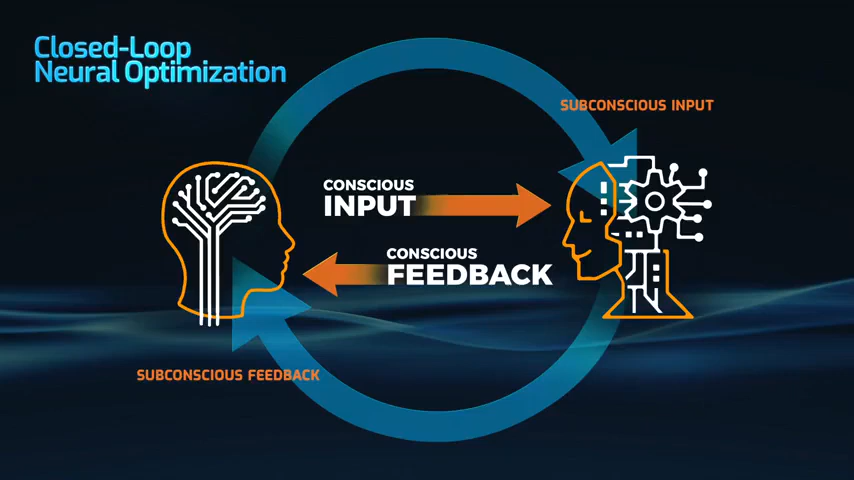 Closed-Loop
Neural Optimization
SUBCONSCIOUS INPUT
CONSCIOUS
INPUT
CONSCIOUS
FEEDBACK
SUBCONSCIOUS FEEDBACK